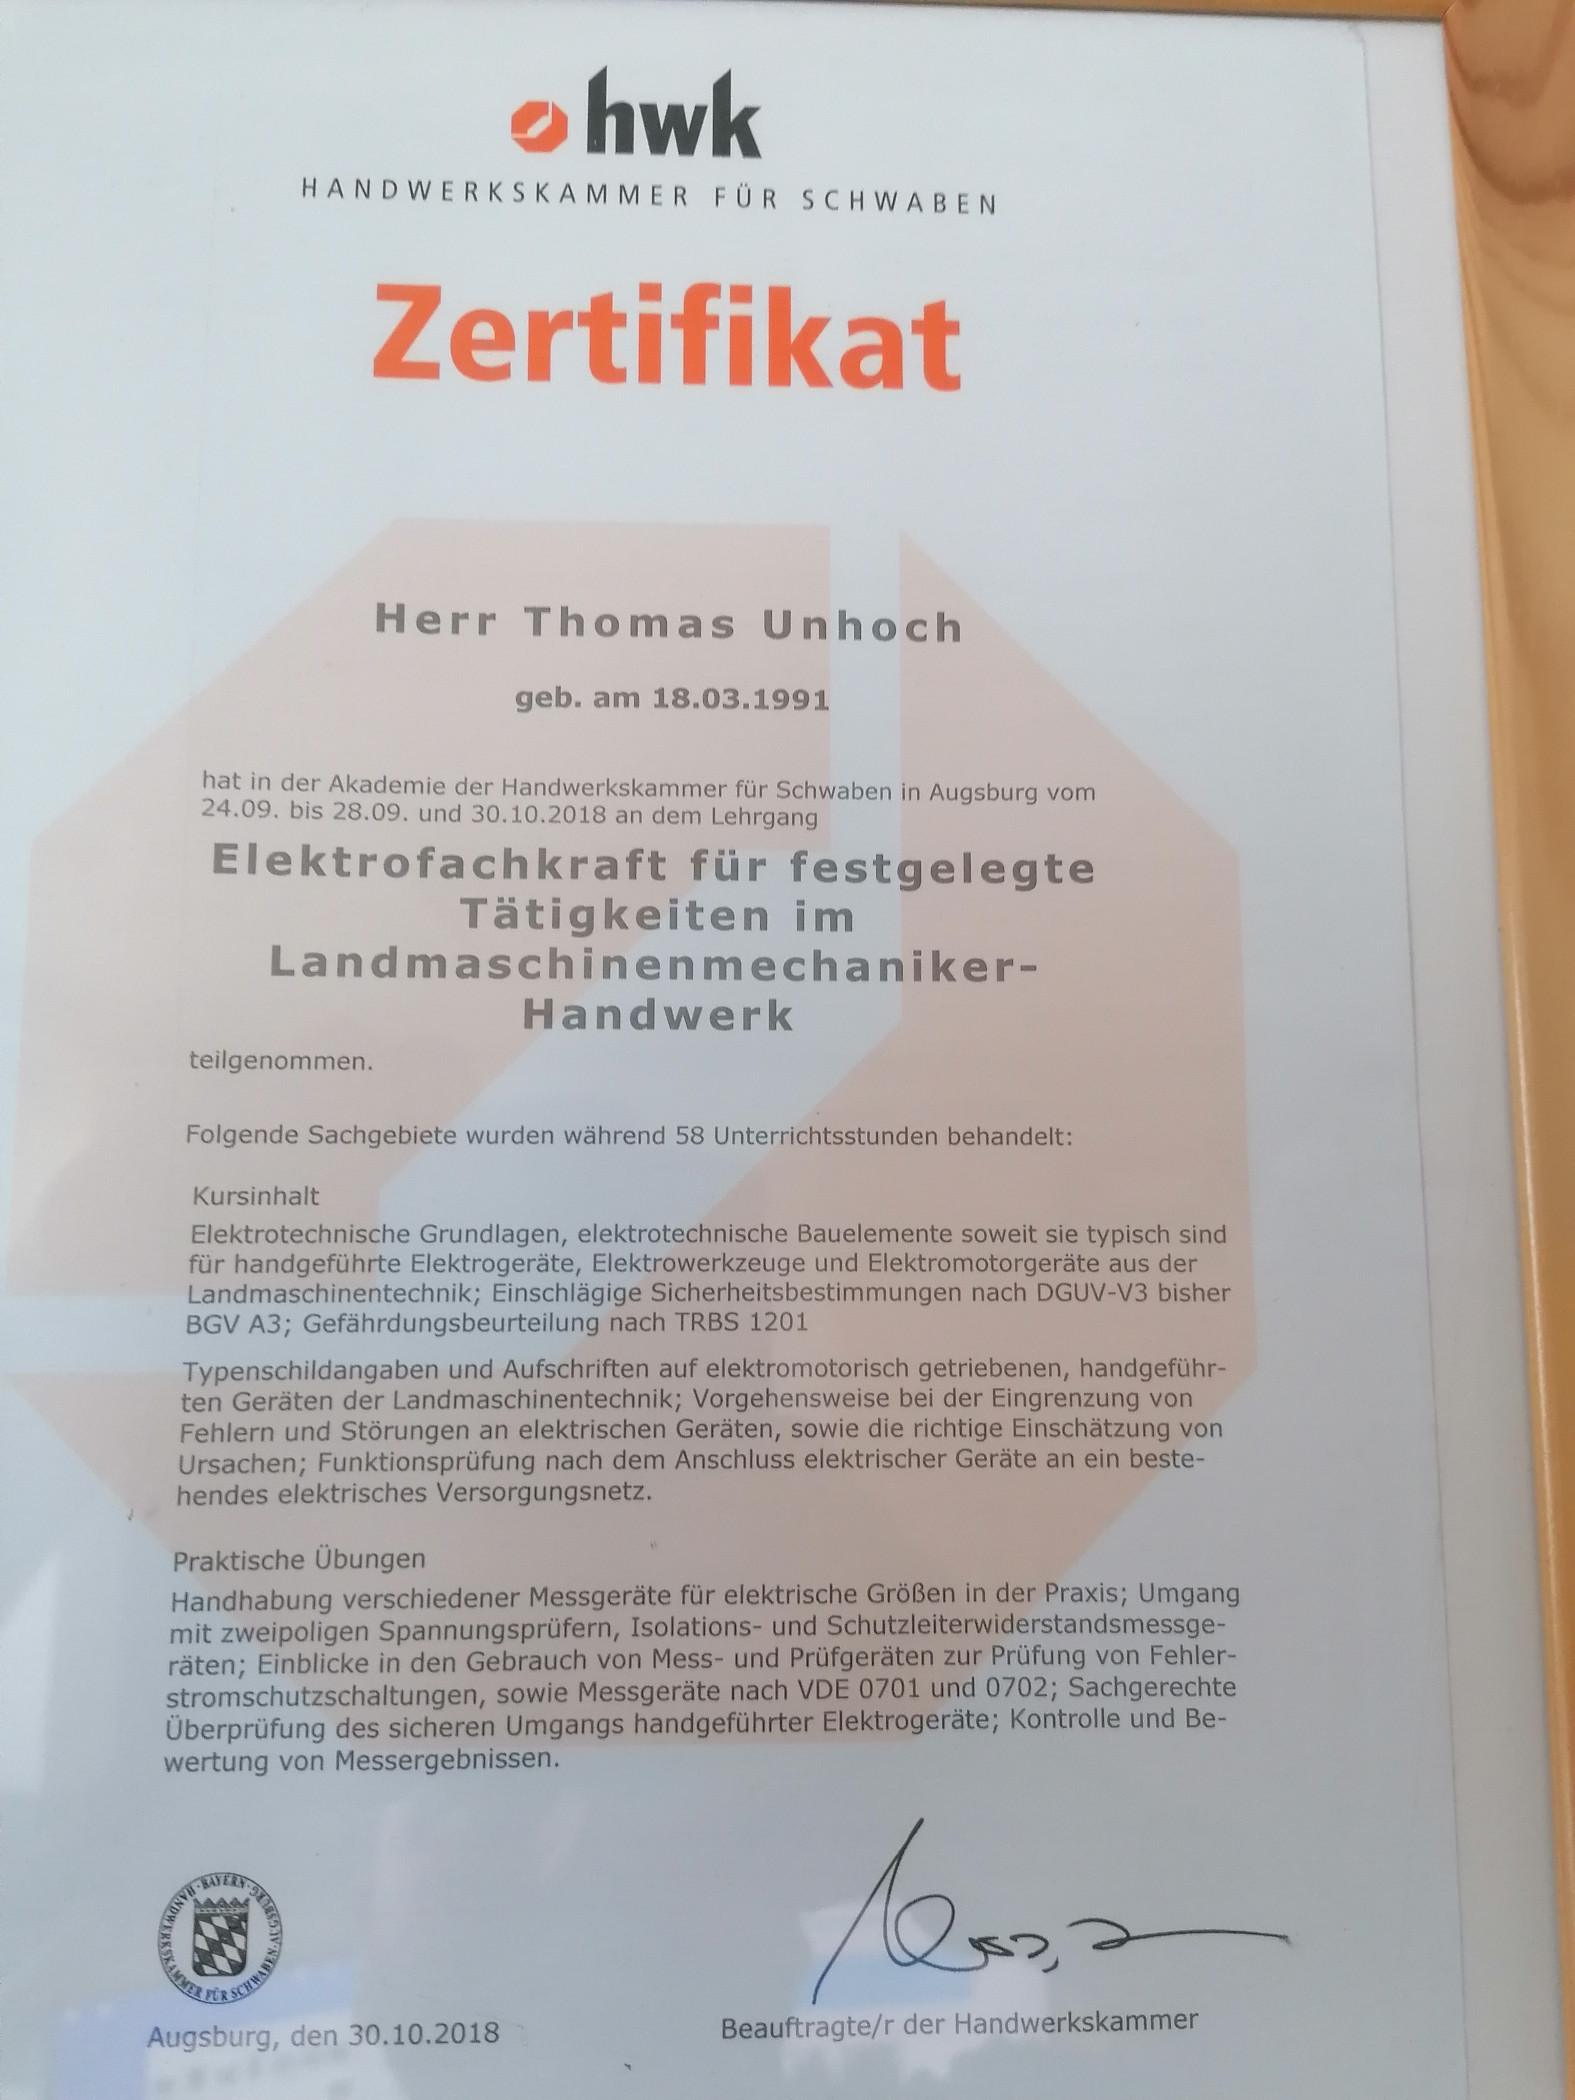 hwk
HANDWERKSKAMMER FÜR SCHWABEN
Zertifikat
Herr Thomas Unhoch
geb. am 18.03.1991
hat in der Akademie der Handwerkskammer für Schwaben in Augsburg vom
24.09. bis 28.09. und 30.10.2018 an dem Lehrgang
Elektrofachkraft für festgelegte
Tätigkeiten im
Landmaschinenmechaniker-
Handwerk
teilgenommen.
Folgende Sachgebiete wurden während 58 Unterrichtsstunden behandelt:
Kursinhalt
Elektrotechnische Grundlagen, elektrotechnische Bauelemente soweit sie typisch sind
für handgeführte Elektrogeräte, Elektrowerkzeuge und Elektromotorgeräte aus der
Landmaschinentechnik; Einschlägige Sicherheitsbestimmungen nach DGUV-V3 bisher
BGV A3; Gefährdungsbeurteilung nach TRBS 1201
Typenschildangaben und Aufschriften auf elektromotorisch getriebenen, handgeführ-
ten Geräten der Landmaschinentechnik; Vorgehensweise bei der Eingrenzung von
Fehlern und Störungen an elektrischen Geräten, sowie die richtige Einschätzung von
Ursachen; Funktionsprüfung nach dem Anschluss elektrischer Geräte an ein beste-
hendes elektrisches Versorgungsnetz.
Praktische Übungen
Handhabung verschiedener Messgeräte für elektrische Größen in der Praxis; Umgang
mit zweipoligen Spannungsprüfern, Isolations- und Schutzleiterwiderstandsmessge-
räten; Einblicke in den Gebrauch von Mess- und Prüfgeräten zur Prüfung von Fehler-
stromschutzschaltungen, sowie Messgeräte nach VDE 0701 und 0702; Sachgerechte
Überprüfung des sicheren Umgangs handgeführter Elektrogeräte; Kontrolle und Be-
wertung von Messergebnissen.
BAYERN · HANDWERKSKAMMER FÜR SCHWABEN · AUGSBURG
Augsburg, den 30.10.2018
Beauftragte/r der Handwerkskammer